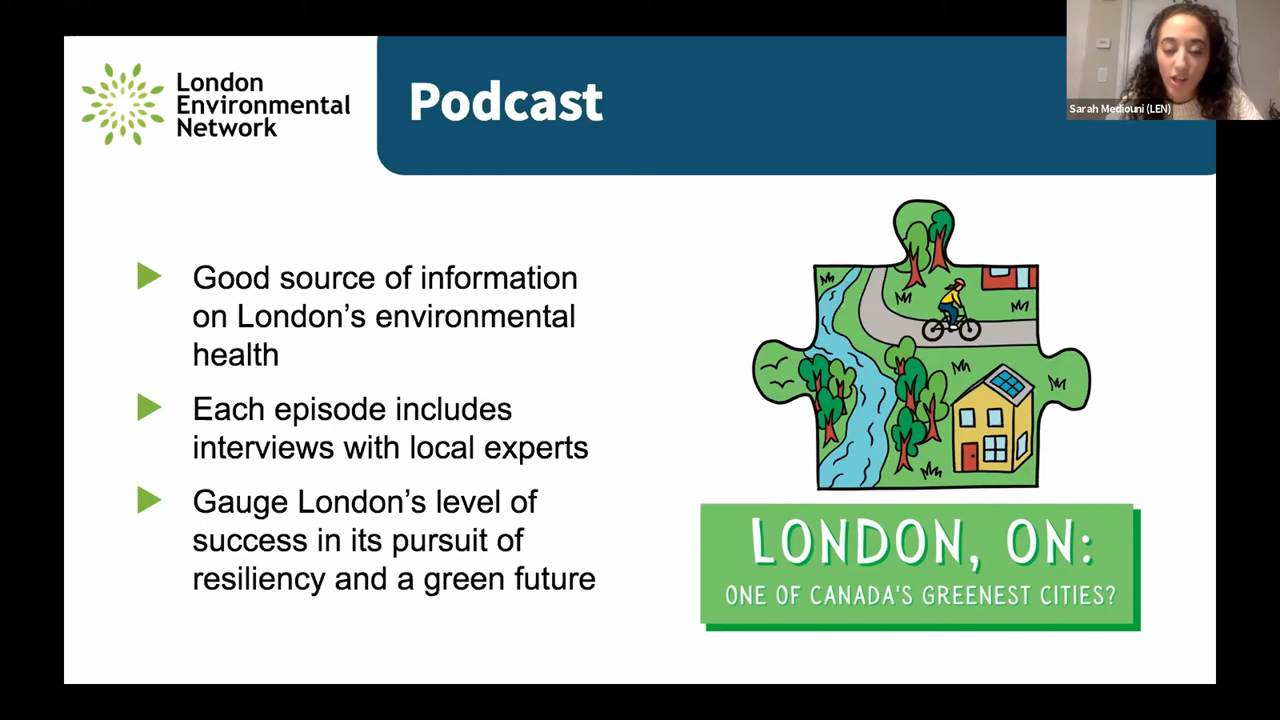 London
Environmental
Network
Podcast
Sarah Mediouni (LEN)
Good source of information
on London's environmental
health
Each episode includes
interviews with local experts
Gauge London's level of
success in its pursuit of
resiliency and a green future
LONDON, ON:
ONE OF CANADA'S GREENEST CITIES?